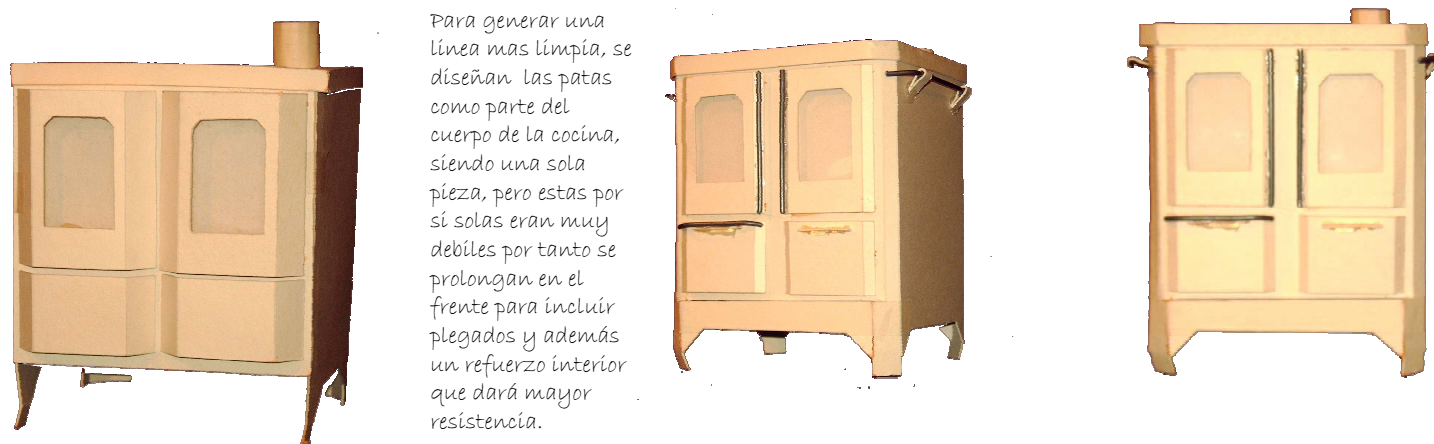 Para generar una
linea mas limpia, se
diseñan las patas
como parte del
cuerpo de la cocina,
siendo una sola
pieza, pero estas por
si solas eran muy
debiles por tanto se
prolongan en el
frente para incluir
plegados y además
un refuerzo interior
que dará mayor
resistencia.